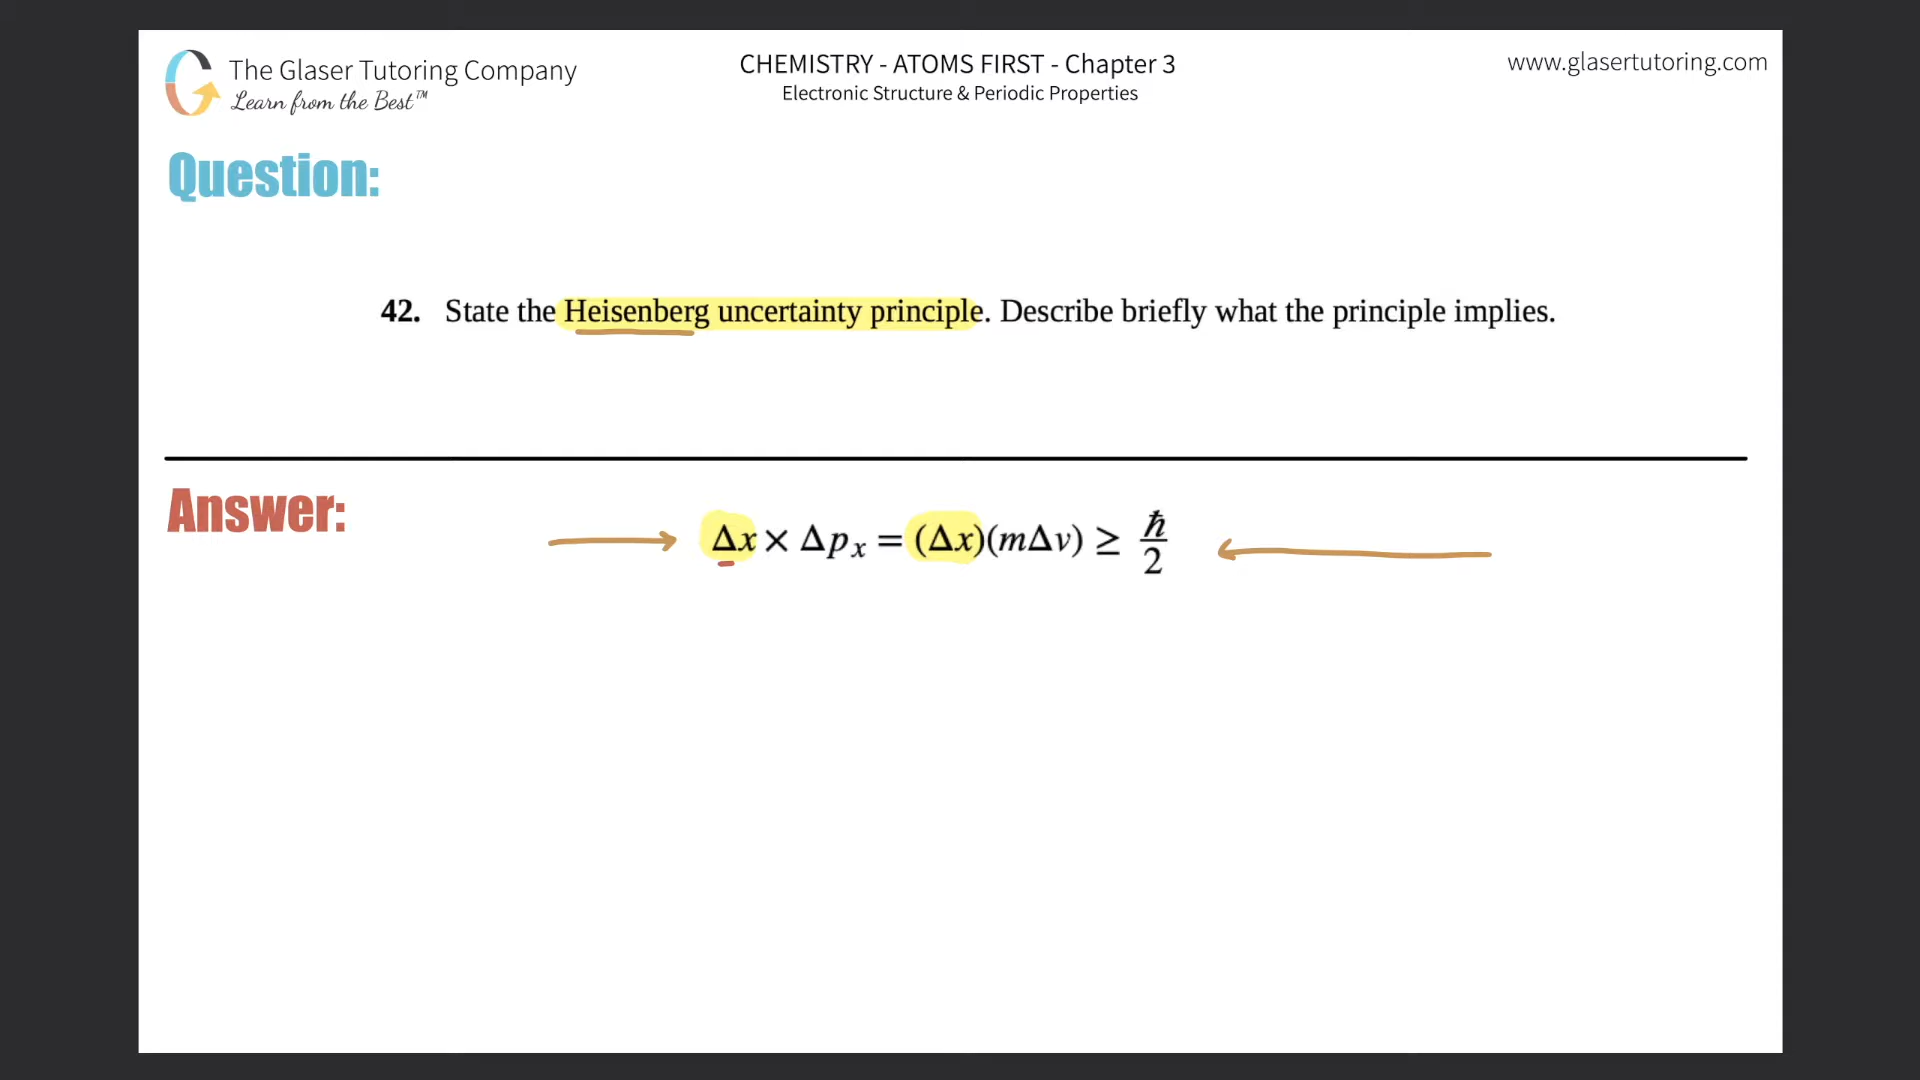 The Glaser Tutoring Company
Learn from the Best™
CHEMISTRY - ATOMS FIRST - Chapter 3
Electronic Structure & Periodic Properties
www.glasertutoring.com
Question:
42. State the Heisenberg uncertainty principle. Describe briefly what the principle implies.
Answer:
Δx × Δpₓ = (Δx)(mΔv) ≥ ℏ/2